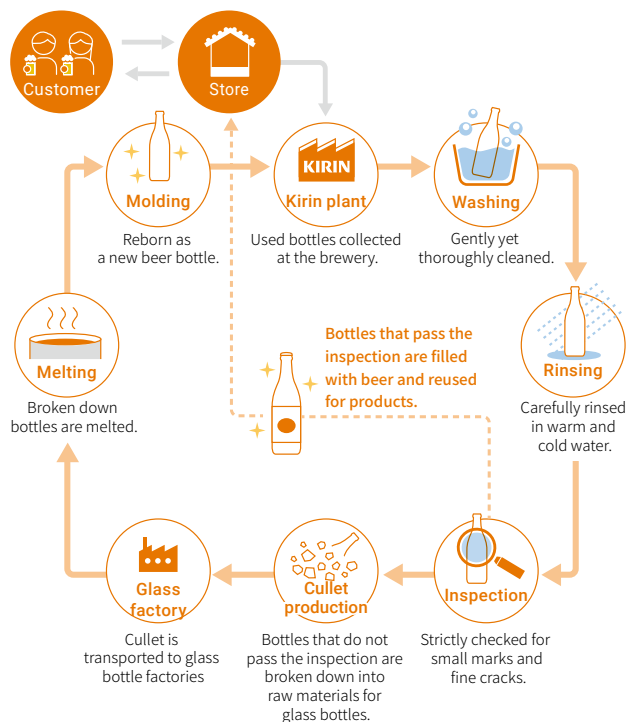 Customer
Store
Molding
Reborn as
a new beer bottle.
KIRIN
Kirin plant
Used bottles collected
at the brewery.
Washing
Gently yet
thoroughly cleaned.
Melting
Broken down
bottles are melted.
Bottles that pass the
inspection are filled
with beer and reused
for products.
Rinsing
Carefully rinsed
in warm and
cold water.
Glass
factory
Cullet is
transported to glass
bottle factories
Cullet
production
Bottles that do not
pass the inspection are
broken down into
raw materials for
glass bottles.
Inspection
Strictly checked for
small marks and
fine cracks.